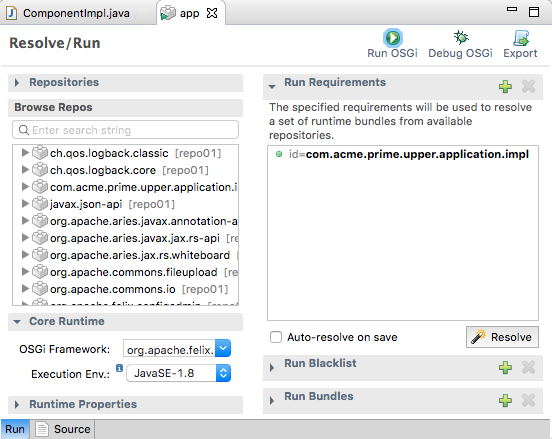 ComponentImpl.java
app
Resolve/Run
Run OSGi
Debug OSGi
Export
Repositories
Browse Repos
Enter search string
ch.qos.logback.classic [repo01]
ch.qos.logback.core [repo01]
com.acme.prime.upper.application.i
javax.json-api [repo01]
org.apache.aries.javax.annotation-a
org.apache.aries.javax.jax.rs-api [re
org.apache.aries.jax.rs.whiteboard [
org.apache.commons.fileupload [re
org.apache.commons.io [repo01]
org.apache.felix.configadmin [repo0
Core Runtime
OSGi Framework: org.apache.felix.
Execution Env.: JavaSE-1.8
Runtime Properties
Run Requirements
The specified requirements will be used to resolve
a set of runtime bundles from available
repositories.
id=com.acme.prime.upper.application.impl
Auto-resolve on save
Resolve
Run Blacklist
Run Bundles
Run
Source